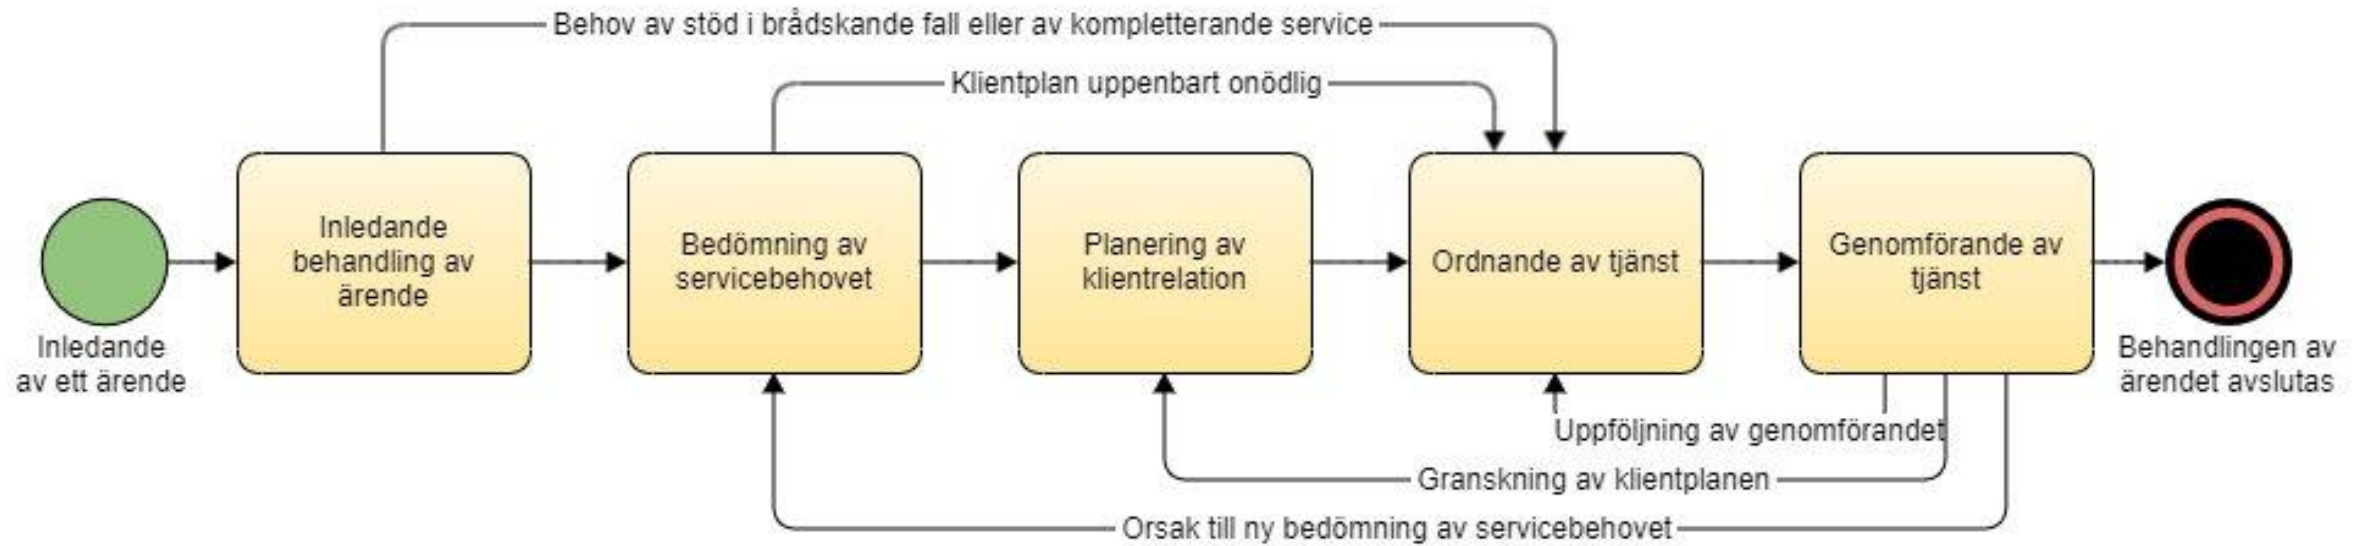 Behov av stöd i brådskande fall eller av kompletterande service
Klientplan uppenbart onödlig
Inledande
av ett ärende
Inledande
behandling av
ärende
Bedömning av
servicebehovet
Planering av
klientrelation
Ordnande av tjänst
Genomförande av
tjänst
Behandlingen av
ärendet avslutas
Uppföljning av genomförandet
Granskning av klientplanen
Orsak till ny bedömning av servicebehovet